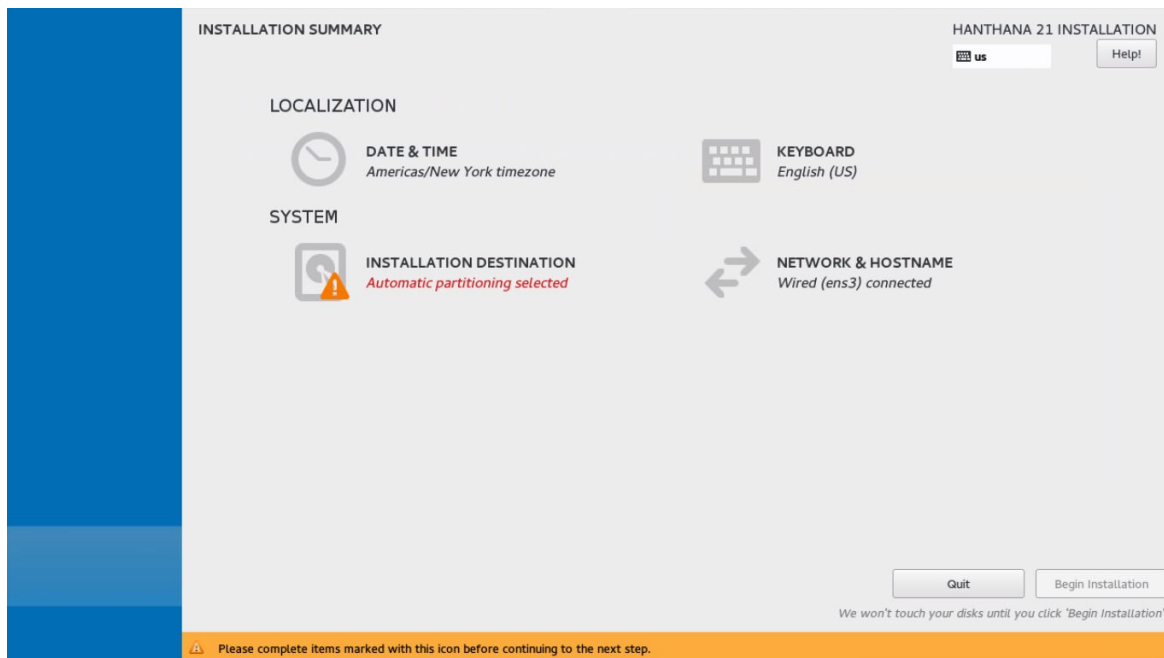 INSTALLATION SUMMARY
HANTHANA 21 INSTALLATION
us
Help!
LOCALIZATION
DATE & TIME
Americas/New York timezone
KEYBOARD
English (US)
SYSTEM
INSTALLATION DESTINATION
Automatic partitioning selected
NETWORK & HOSTNAME
Wired (ens3) connected
Quit
Begin Installation
We won't touch your disks until you click 'Begin Installation'
Please complete items marked with this icon before continuing to the next step.